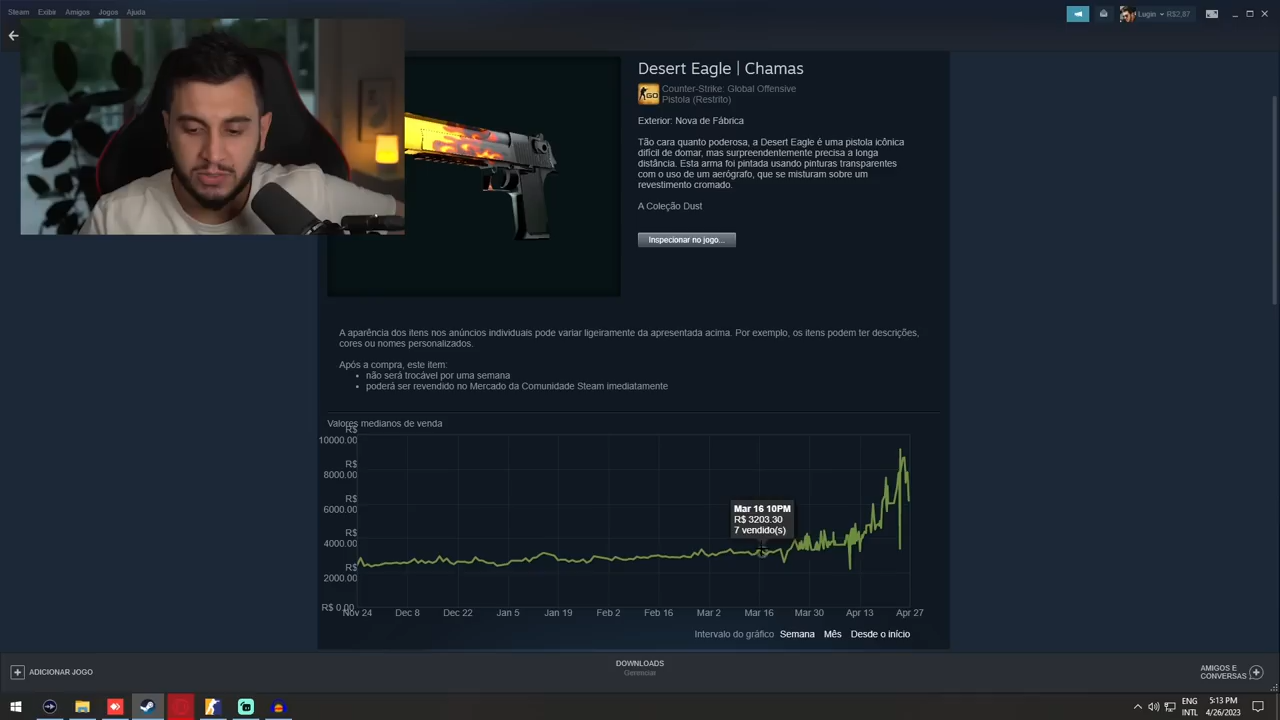 Steam Exibir Amigos Jogos Ajuda
Lugin R$2,87
Desert Eagle | Chamas
GO
Counter-Strike: Global Offensive
Pistola (Restrito)
Exterior: Nova de Fábrica
Tão cara quanto poderosa, a Desert Eagle é uma pistola icônica
difícil de domar, mas surpreendentemente precisa a longa
distância. Esta arma foi pintada usando pinturas transparentes
com o uso de um aerógrafo, que se misturam sobre um
revestimento cromado.
A Coleção Dust
Inspecionar no jogo...
A aparência dos itens nos anúncios individuais pode variar ligeiramente da apresentada acima. Por exemplo, os itens podem ter descrições,
cores ou nomes personalizados.
Após a compra, este item:
não será trocável por uma semana
poderá ser revendido no Mercado da Comunidade Steam imediatamente
Valores medianos de venda
R$
10000.00
R$
8000.00
R$
6000.00
R$
4000.00
R$
2000.00
R$ 0.00
Mar 16 10PM
R$ 3203.30
7 vendido(s)
Nov 24 Dec 8 Dec 22 Jan 5 Jan 19 Feb 2 Feb 16 Mar 2 Mar 16 Mar 30 Apr 13 Apr 27
Intervalo do gráfico Semana Mês Desde o início
ADICIONAR JOGO
DOWNLOADS
Gerenciar
AMIGOS E
CONVERSAS
ENG
INTL
5:13 PM
4/26/2023